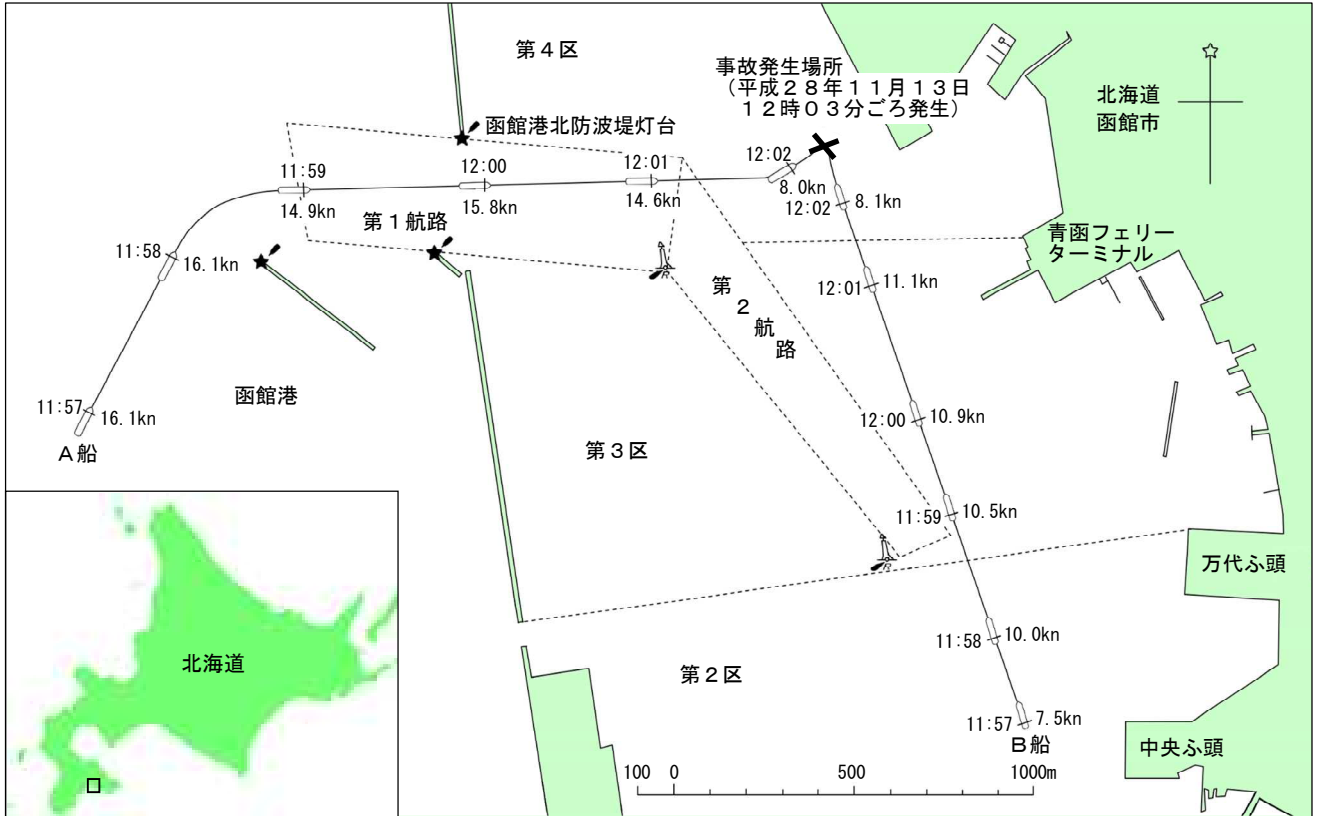 第４区
事故発生場所
（平成２８年１１月１３日
１２時０３分ごろ発生）
北海道
函館市
函館港北防波堤灯台
11:59
14.9kn
12:00
15.8kn
12:01
14.6kn
12:02
8.0kn
12:02
8.1kn
第１航路
11:58
16.1kn
青函フェリー
ターミナル
12:01
11.1kn
第
２
航
路
R
函館港
11:57
16.1kn
A船
12:00
10.9kn
第３区
11:59
10.5kn
R
万代ふ頭
北海道
11:58
10.0kn
第２区
11:57
7.5kn
B船
中央ふ頭
100 0 500 1000m